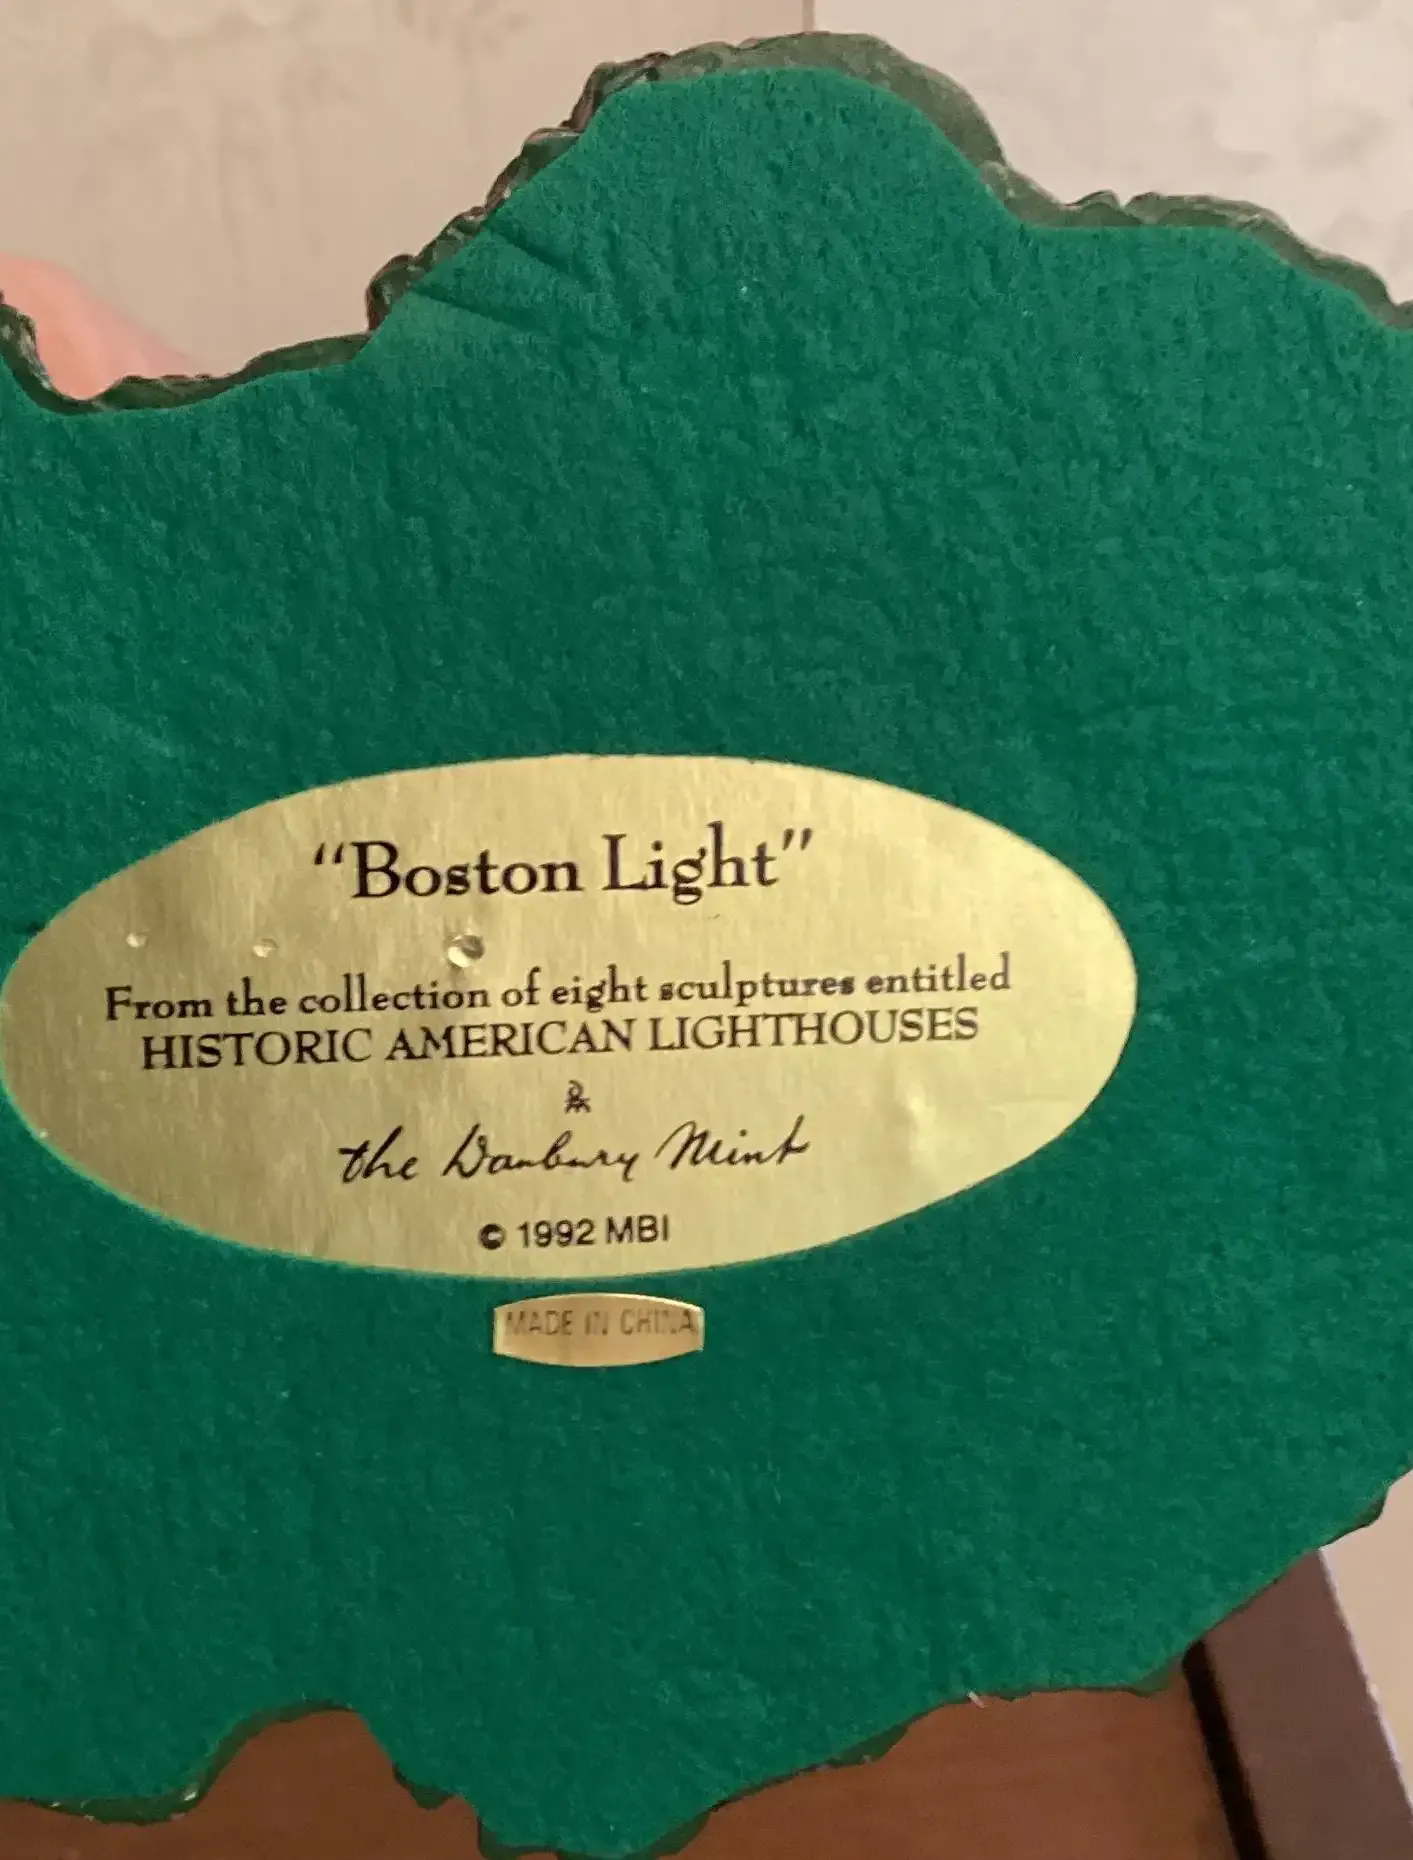 “Boston Light”
From the collection of eight sculptures entitled
HISTORIC AMERICAN LIGHTHOUSES
the Danbury Mint
© 1992 MBI
MADE IN CHINA